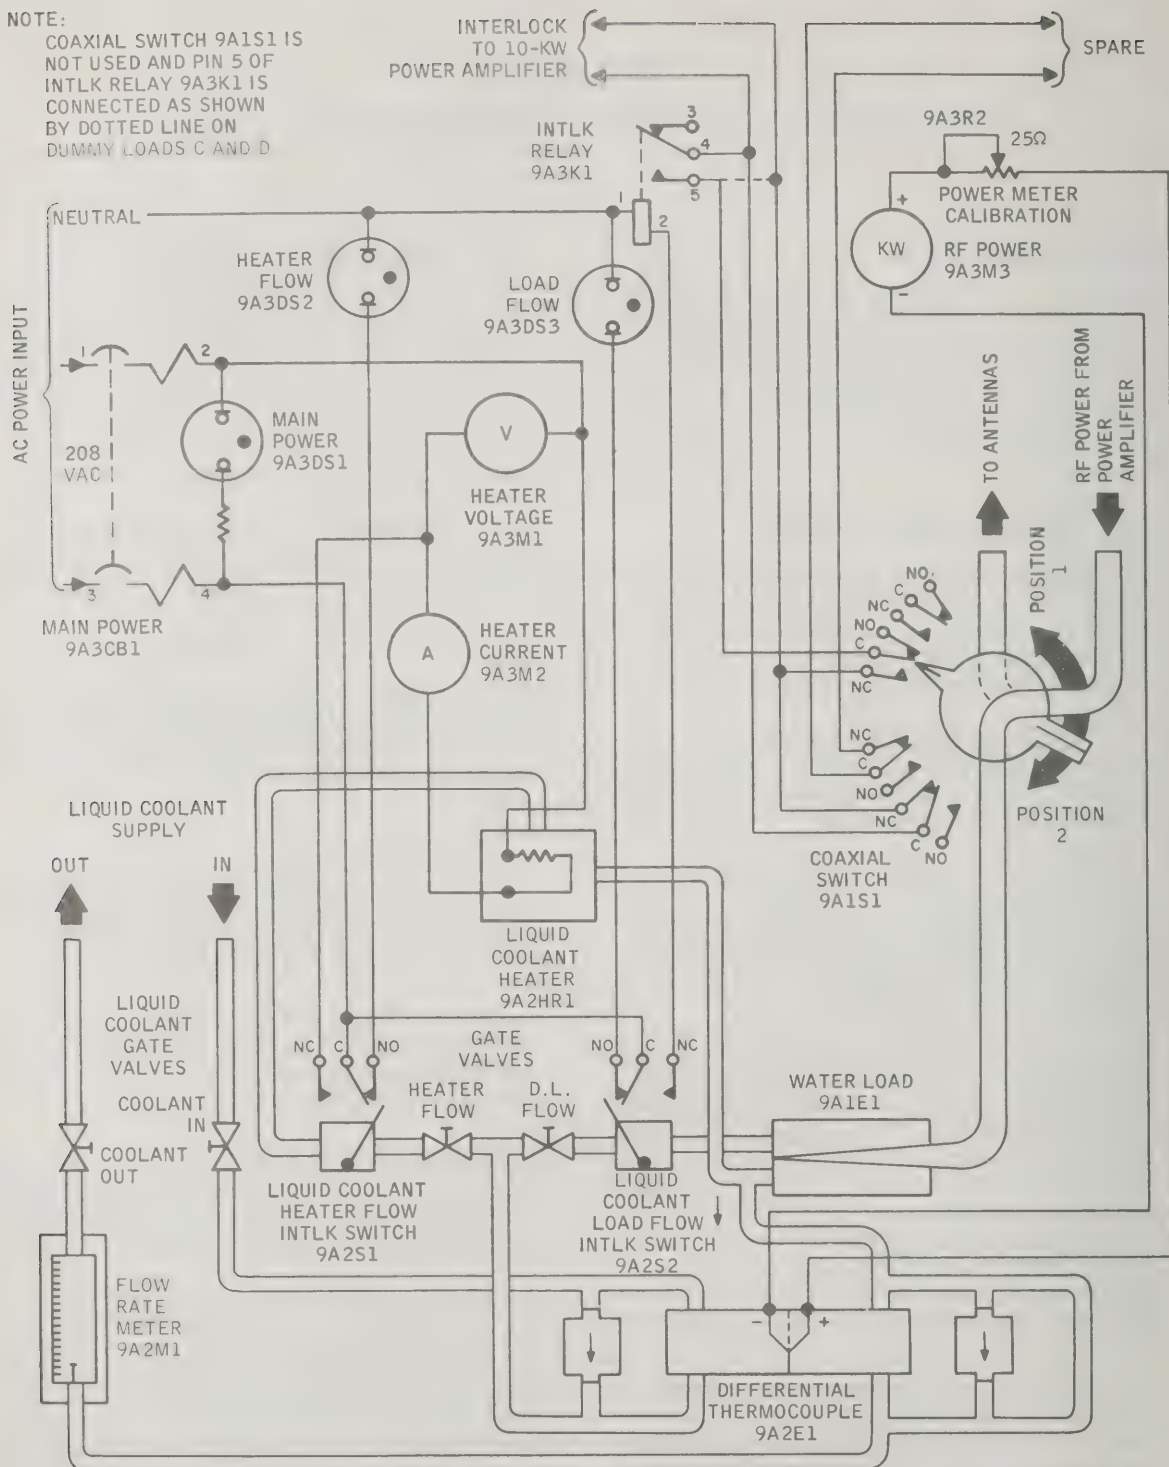 NOTE:
COAXIAL SWITCH 9A1S1 IS
NOT USED AND PIN 5 OF
INTLK RELAY 9A3K1 IS
CONNECTED AS SHOWN
BY DOTTED LINE ON
DUMMY LOADS C AND D
INTERLOCK
TO 10-KW
POWER AMPLIFIER
SPARE
INTLK
RELAY
9A3K1
3
4
5
1
2
9A3R2
25Ω
POWER METER
CALIBRATION
+
KW
-
RF POWER
9A3M3
AC POWER INPUT
NEUTRAL
HEATER
FLOW
9A3DS2
LOAD
FLOW
9A3DS3
1
2
208
VAC
MAIN
POWER
9A3DS1
3
4
MAIN POWER
9A3CB1
V
HEATER
VOLTAGE
9A3M1
A
HEATER
CURRENT
9A3M2
TO ANTENNAS
RF POWER FROM
POWER
AMPLIFIER
POSITION
1
NO
C
NC
NO
C
NC
NC
C
NO
NC
C
NO
POSITION
2
COAXIAL
SWITCH
9A1S1
LIQUID COOLANT
SUPPLY
OUT
IN
LIQUID
COOLANT
HEATER
9A2HR1
LIQUID
COOLANT
GATE
VALVES
COOLANT
IN
COOLANT
OUT
NC
C
NO
GATE
VALVES
NO
C
NC
HEATER
FLOW
D.L.
FLOW
WATER LOAD
9A1E1
LIQUID COOLANT
HEATER FLOW
INTLK SWITCH
9A2S1
LIQUID
COOLANT
LOAD FLOW
INTLK SWITCH
9A2S2
FLOW
RATE
METER
9A2M1
-
+
DIFFERENTIAL
THERMOCOUPLE
9A2E1